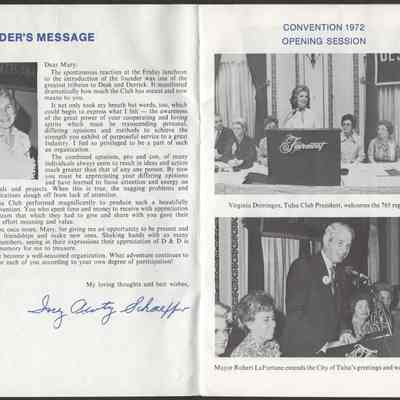 DER'S MESSAGE
Dear Mary:
The spontaneous reaction at the Friday luncheon
to the introduction of the founder was one of the
greatest tributes to Desk and Derrick. It manifested
dramatically how much the Club has meant and now
means to you.
It not only took my breath but words, too, which
could begin to express what I felt — the awareness
of the great power of your cooperating and loving
spirits which must be transcending personal,
differing opinions and methods to achieve the
strength you exhibit of purposeful service to a great
Industry. I feel so privileged to be a part of such
an organization.
The combined opinions, pro and con, of many
individuals always seem to result in ideas and action
much greater than that of any one person. By now
you must be appreciating your differing opinions
and have learned to focus attention and energy on
and projects. When this is true, the nagging problems and
slough off from lack of attention.
Club performed magnificently to produce such a beautifully
You who spent time and money to receive with appreciation
that which they had to give and share with you gave their
effort meaning and value.
once more, Mary, for giving me an opportunity to be present and
friendships and make new ones. Shaking hands with so many
members, seeing in their expressions their appreciation of D & D is
memory for me to treasure.
become a well-seasoned organization. What adventure continues to
for each of you according to your own degree of participation!
My loving thoughts and best wishes,
CONVENTION 1972
OPENING SESSION
Fairmont
DES
Virginia Dorringer, Tulsa Club President, welcomes the 765 reg
Mayor Robert LaFortune extends the City of Tulsa's greetings and w